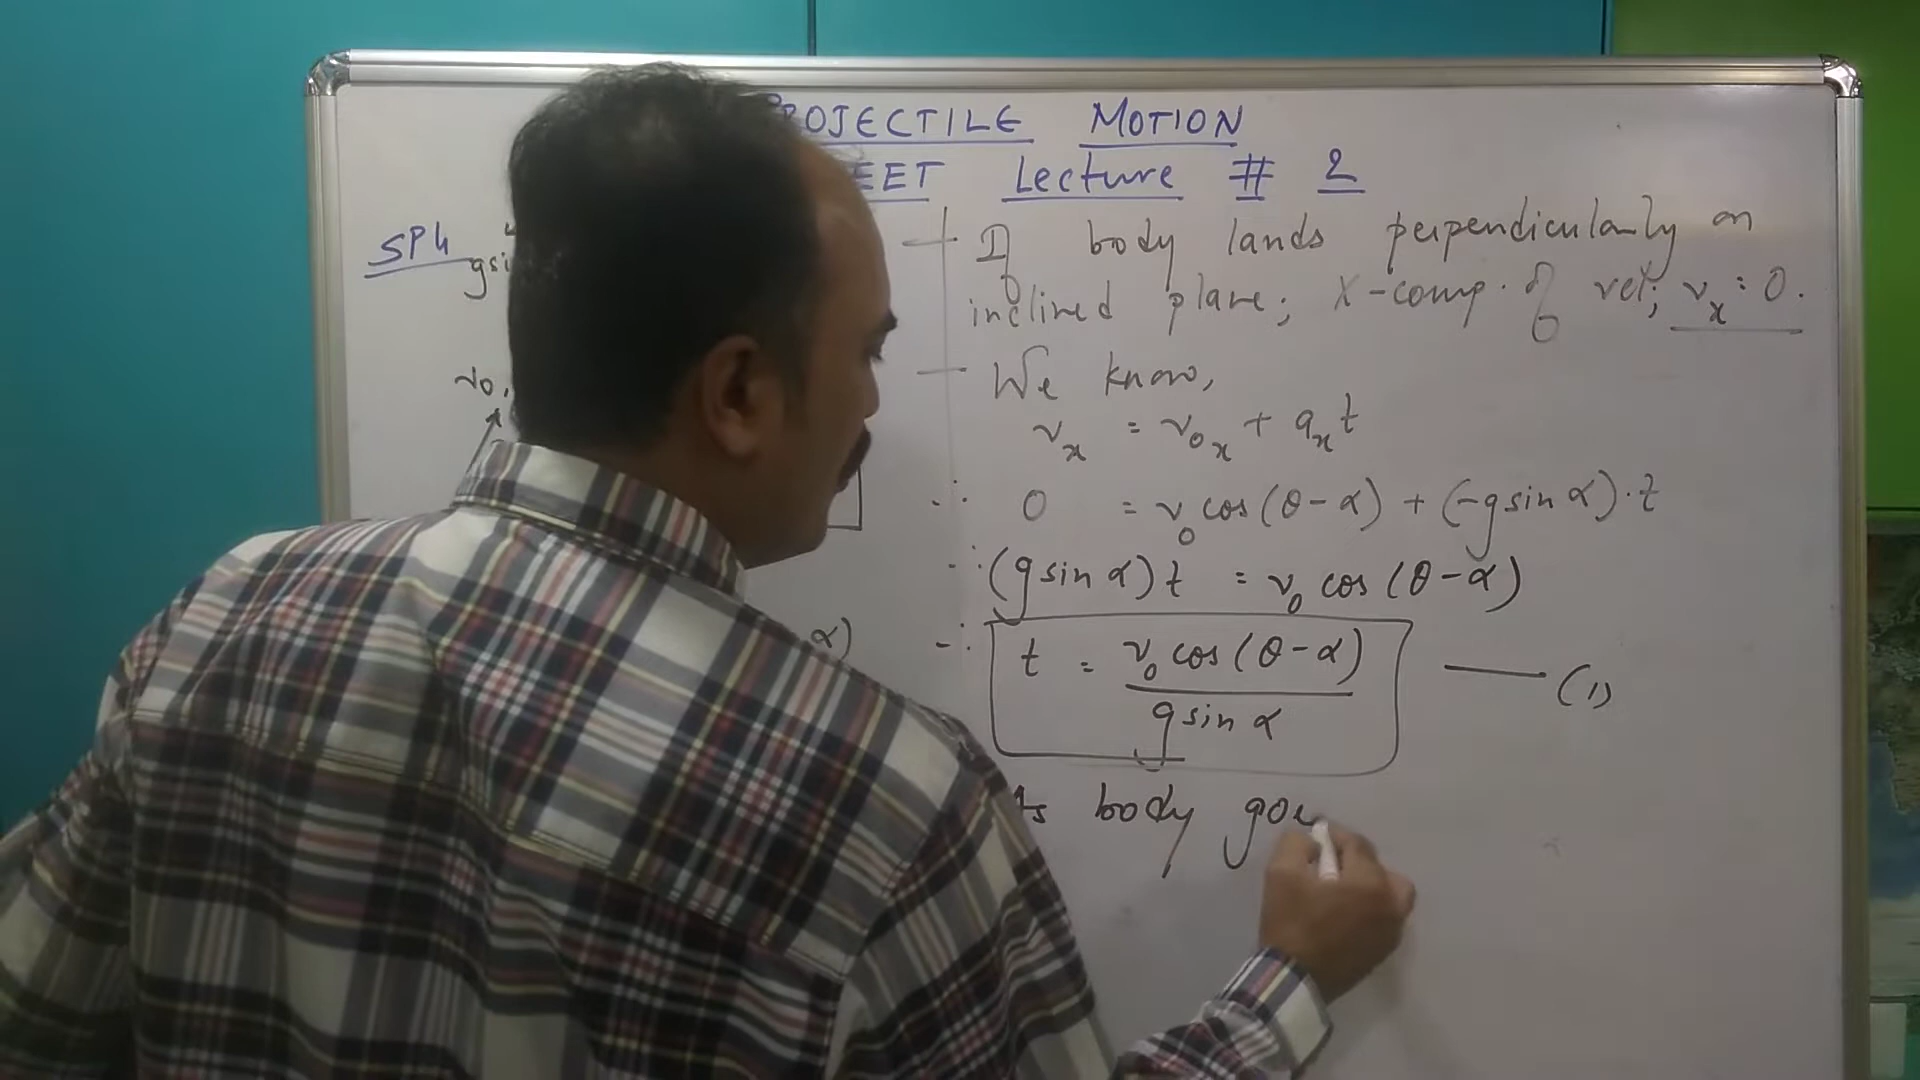 PROJECTILE MOTION
EET Lecture # 2
SP4
gsi
v₀
α)
If body lands perpendicularly on
inclined plane; X-comp. of vel; vₓ = 0.
We know,
vₓ = v₀ₓ + aₓt
∴ 0 = v₀ cos(θ-α) + (-g sin α).t
∴ (g sin α)t = v₀ cos(θ-α)
∴ t = v₀ cos(θ-α) / g sin α —— (1)
As body goe